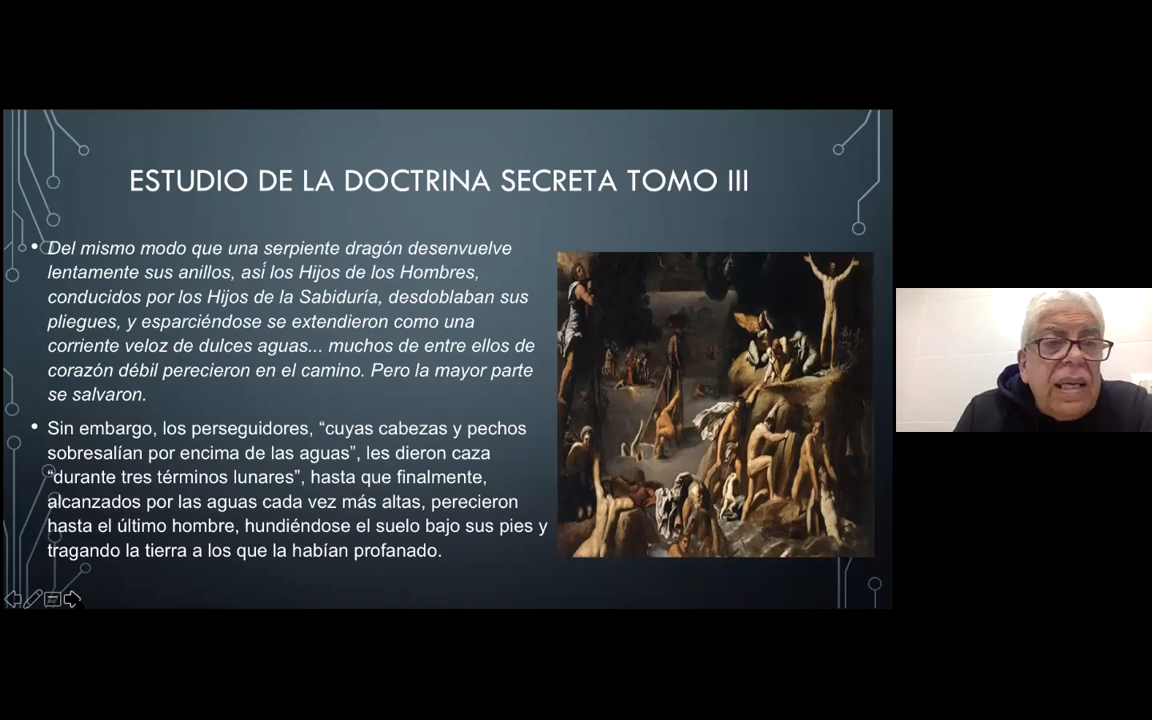 ESTUDIO DE LA DOCTRINA SECRETA TOMO III
• Del mismo modo que una serpiente dragón desenvuelve
lentamente sus anillos, así los Hijos de los Hombres,
conducidos por los Hijos de la Sabiduría, desdoblaban sus
pliegues, y esparciéndose se extendieron como una
corriente veloz de dulces aguas... muchos de entre ellos de
corazón débil perecieron en el camino. Pero la mayor parte
se salvaron.
• Sin embargo, los perseguidores, “cuyas cabezas y pechos
sobresalían por encima de las aguas”, les dieron caza
“durante tres términos lunares”, hasta que finalmente,
alcanzados por las aguas cada vez más altas, perecieron
hasta el último hombre, hundiéndose el suelo bajo sus pies y
tragando la tierra a los que la habían profanado.